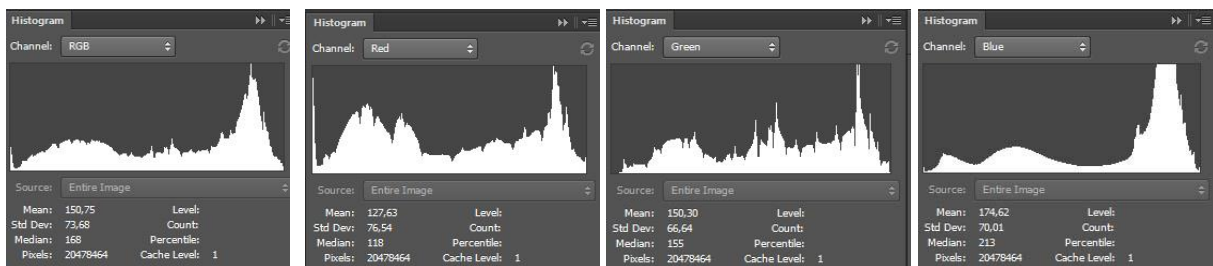 Histogram
Channel: RGB
Source: Entire Image
Mean: 150,75 Level:
Std Dev: 73,68 Count:
Median: 168 Percentile:
Pixels: 20478464 Cache Level: 1
Histogram
Channel: Red
Source: Entire Image
Mean: 127,63 Level:
Std Dev: 76,54 Count:
Median: 118 Percentile:
Pixels: 20478464 Cache Level: 1
Histogram
Channel: Green
Source: Entire Image
Mean: 150,30 Level:
Std Dev: 66,64 Count:
Median: 155 Percentile:
Pixels: 20478464 Cache Level: 1
Histogram
Channel: Blue
Source: Entire Image
Mean: 174,62 Level:
Std Dev: 70,01 Count:
Median: 213 Percentile:
Pixels: 20478464 Cache Level: 1